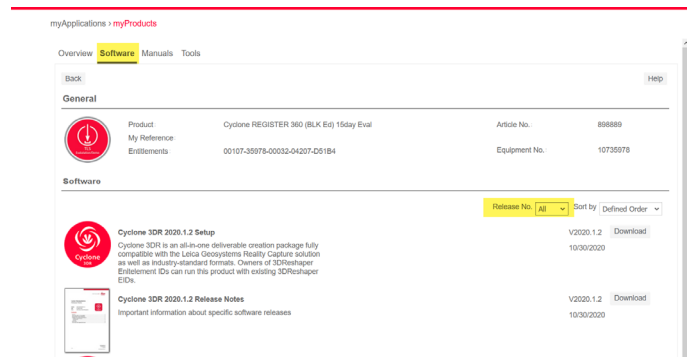 myApplications › myProducts
Overview Software Manuals Tools
Back Help
General
Product Cyclone REGISTER 360 (BLK Ed) 15day Eval Article No. 898889
My Reference
Entitlements 00107-35978-00032-04207-D51B4 Equipment No. 10735978
Software
Release No. All Sort by Defined Order
Cyclone 3DR 2020.1.2 Setup V2020.1.2 Download
Cyclone 3DR is an all-in-one deliverable creation package fully 10/30/2020
compatible with the Leica Geosystems Reality Capture solution
as well as industry-standard formats. Owners of 3DReshaper
Enitelement IDs can run this product with existing 3DReshaper
EIDs.
Cyclone
3DR
Cyclone 3DR 2020.1.2 Release Notes V2020.1.2 Download
Important information about specific software releases 10/30/2020